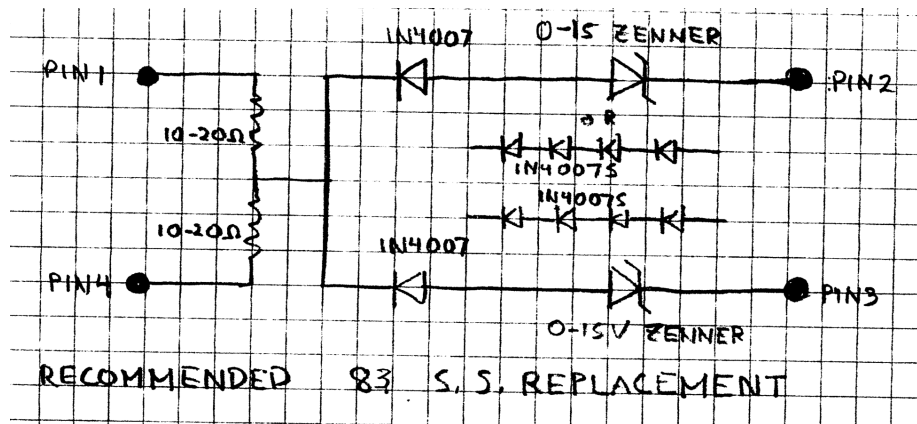 1N4007
0-15 ZENNER
PIN1
PIN2
OR
10-20Ω
1N4007S
1N4007S
10-20Ω
1N4007
PIN4
PIN3
0-15V ZENNER
RECOMMENDED 83 S.S. REPLACEMENT